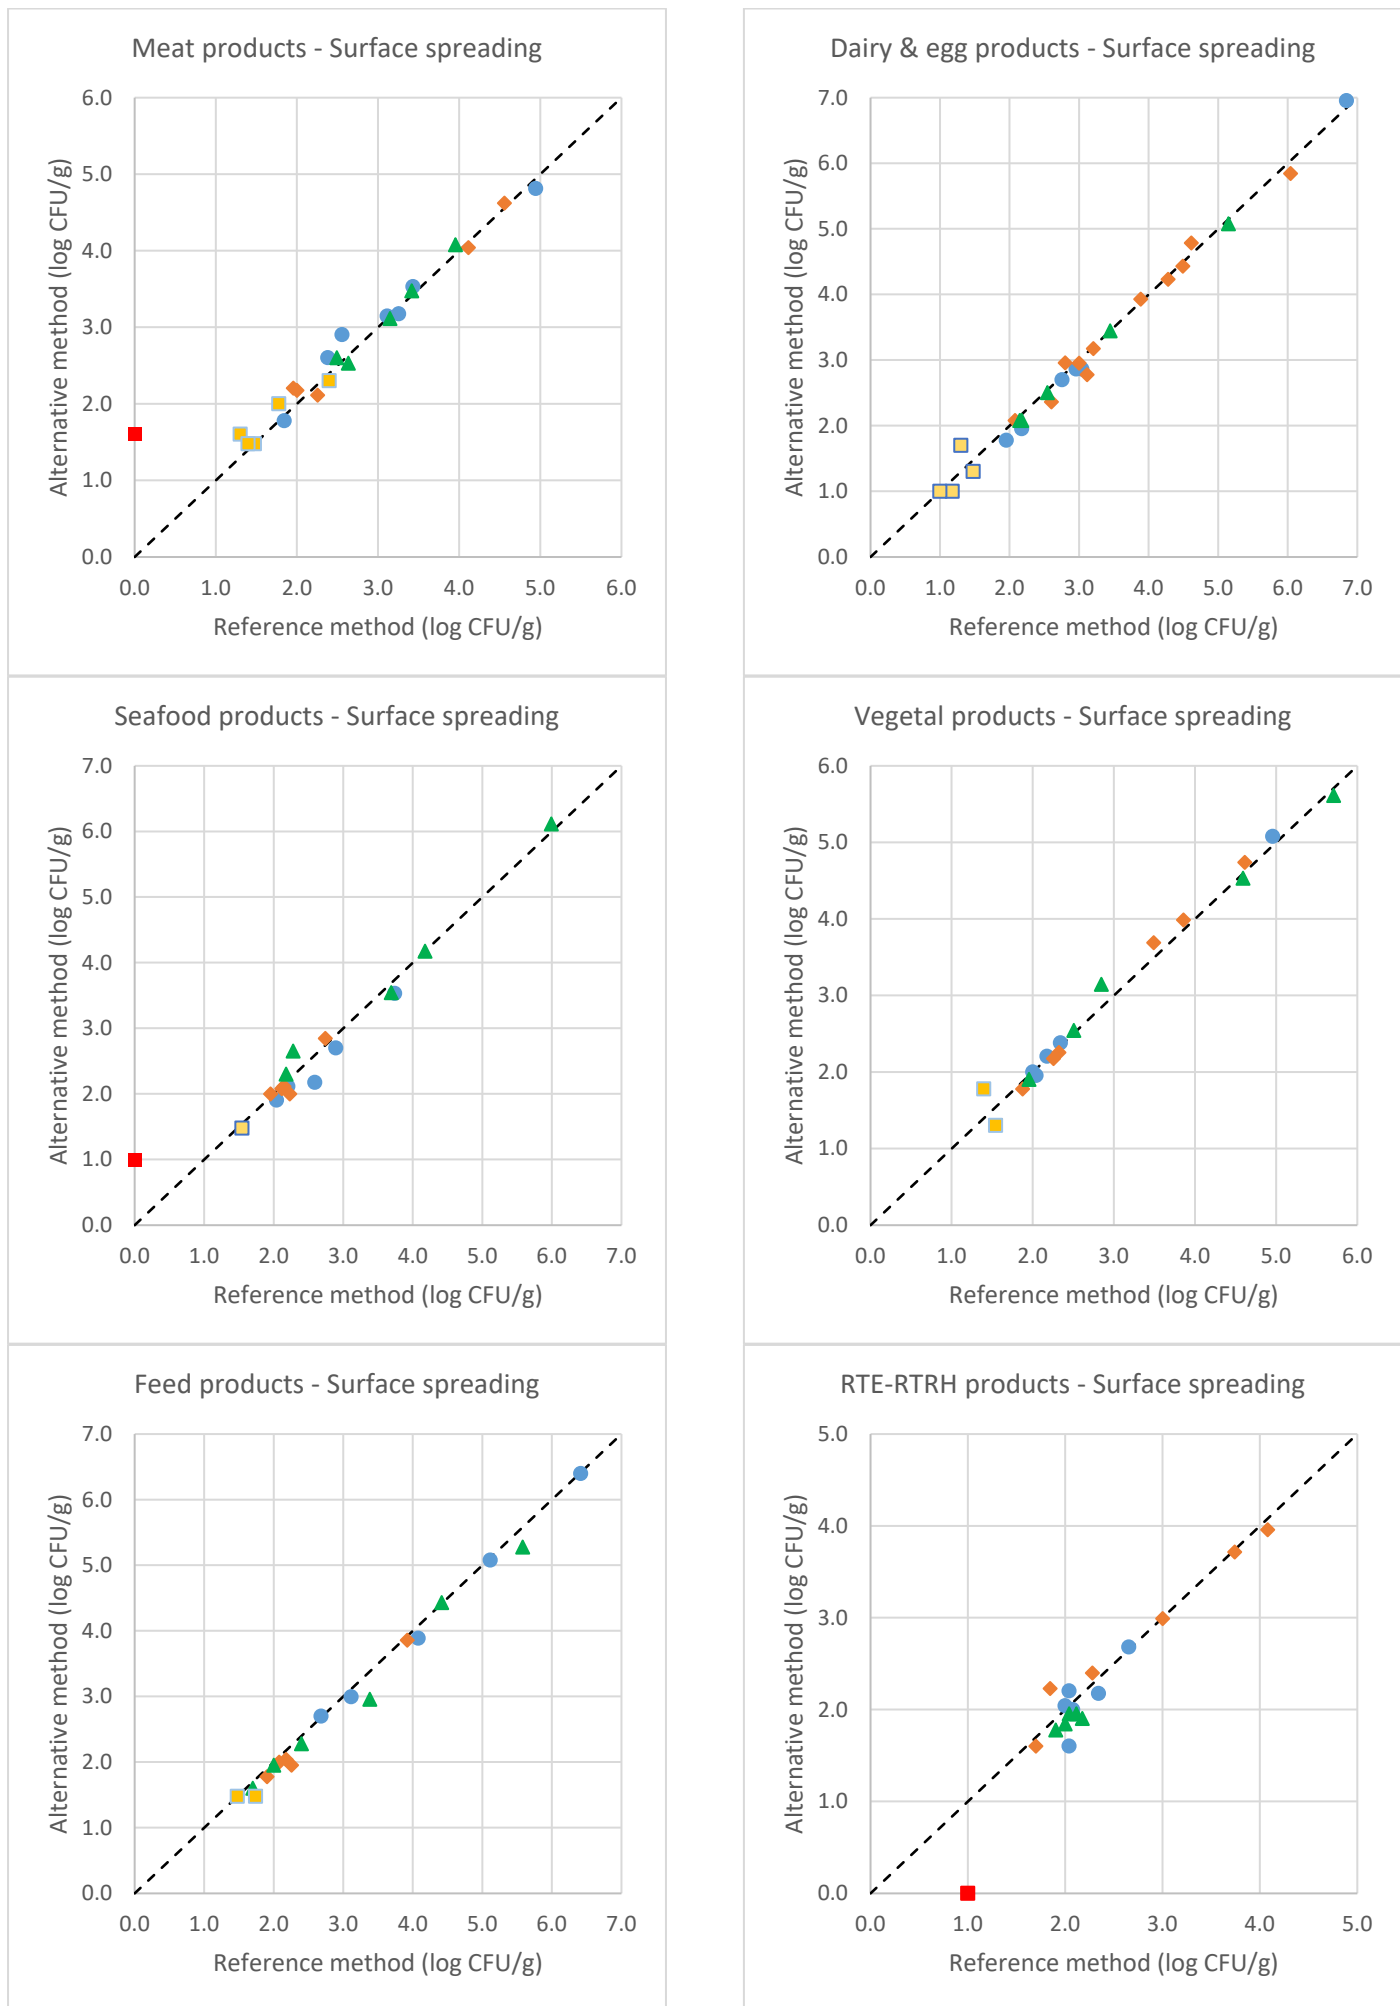 Meat products - Surface spreading
Alternative method (log CFU/g)
6.0
5.0
4.0
3.0
2.0
1.0
0.0
0.0 1.0 2.0 3.0 4.0 5.0 6.0
Reference method (log CFU/g)
Dairy & egg products - Surface spreading
Alternative method (log CFU/g)
7.0
6.0
5.0
4.0
3.0
2.0
1.0
0.0
0.0 1.0 2.0 3.0 4.0 5.0 6.0 7.0
Reference method (log CFU/g)
Seafood products - Surface spreading
Alternative method (log CFU/g)
7.0
6.0
5.0
4.0
3.0
2.0
1.0
0.0
0.0 1.0 2.0 3.0 4.0 5.0 6.0 7.0
Reference method (log CFU/g)
Vegetal products - Surface spreading
Alternative method (log CFU/g)
6.0
5.0
4.0
3.0
2.0
1.0
0.0
0.0 1.0 2.0 3.0 4.0 5.0 6.0
Reference method (log CFU/g)
Feed products - Surface spreading
Alternative method (log CFU/g)
7.0
6.0
5.0
4.0
3.0
2.0
1.0
0.0
0.0 1.0 2.0 3.0 4.0 5.0 6.0 7.0
Reference method (log CFU/g)
RTE-RTRH products - Surface spreading
Alternative method (log CFU/g)
5.0
4.0
3.0
2.0
1.0
0.0
0.0 1.0 2.0 3.0 4.0 5.0
Reference method (log CFU/g)